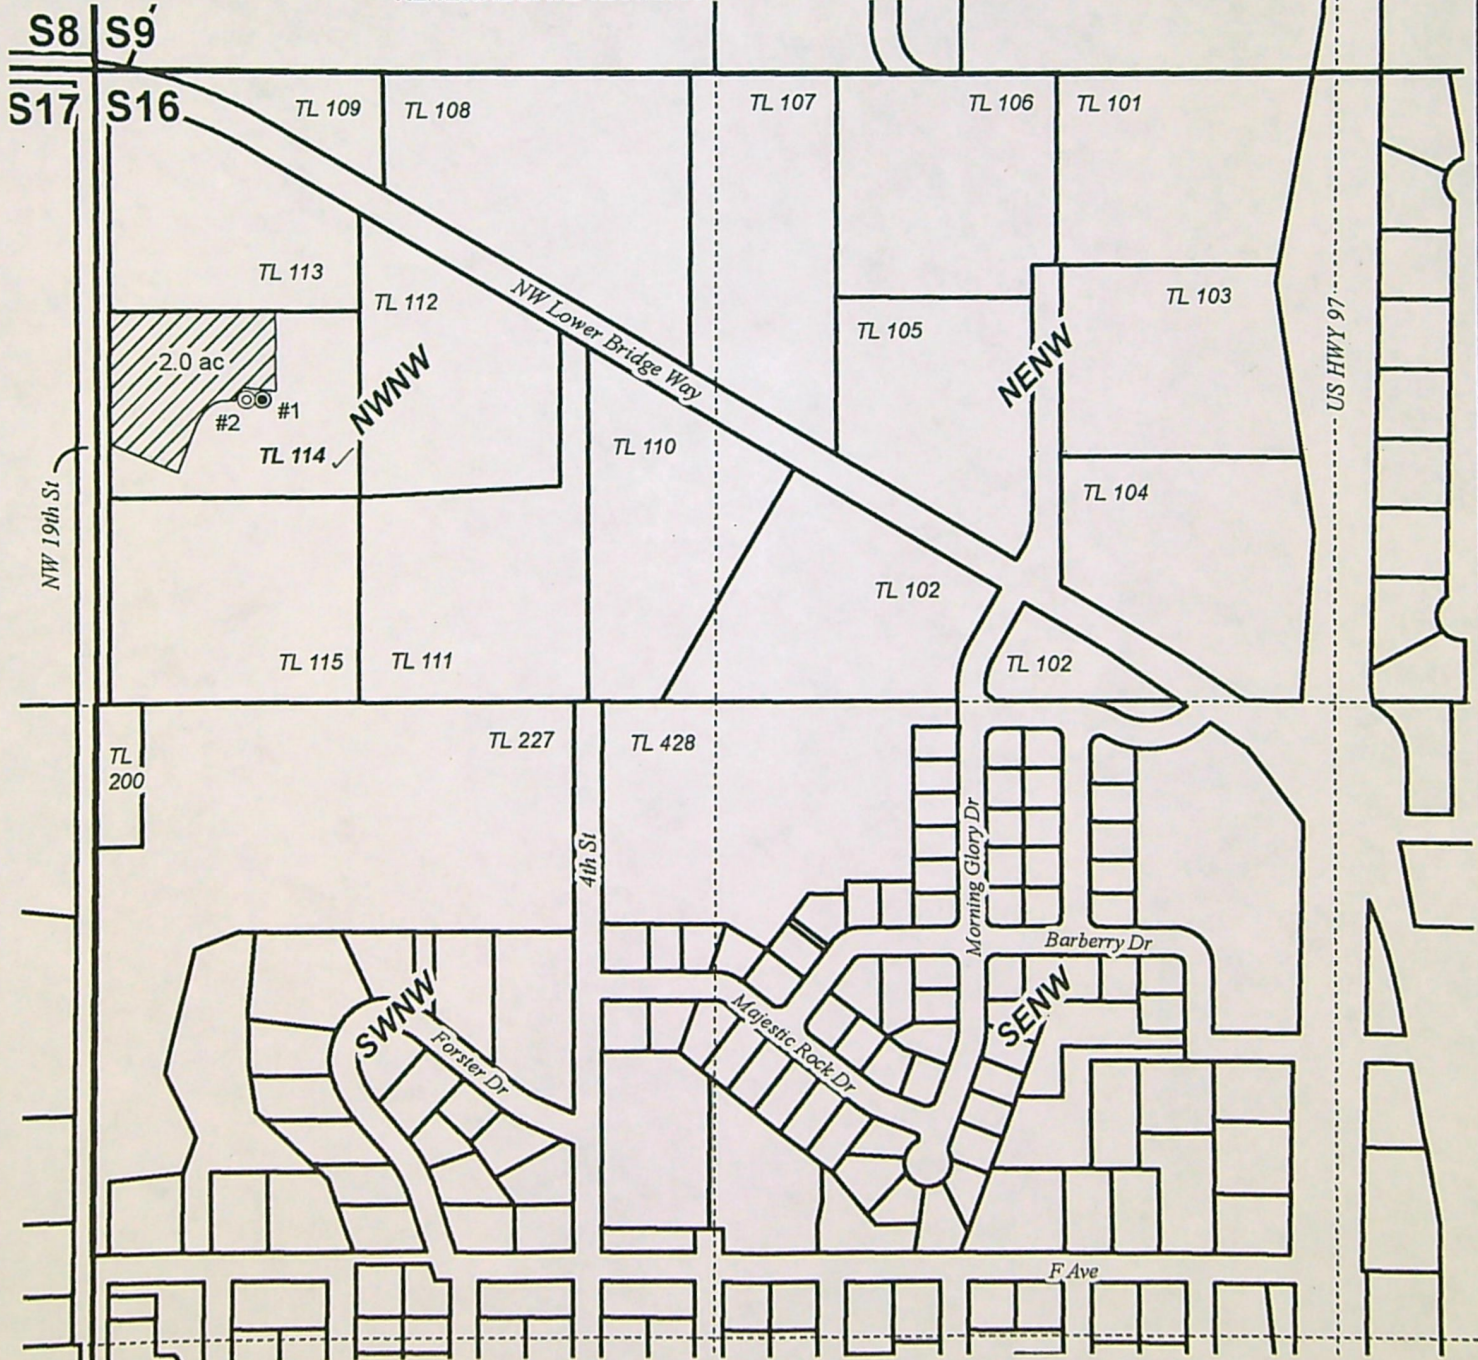 S8 S9
S17 S16
TL 109
TL 108
TL 107
TL 106
TL 101
TL 113
TL 112
NW Lower Bridge Way
TL 103
TL 105
NENW
US HWY 97
2.0 ac
NWNW
#2
#1
TL 114 ✓
TL 110
TL 104
NW 19th St
TL 102
TL 115
TL 111
TL 102
TL
200
TL 227
TL 428
4th St
Morning Glory Dr
Barberry Dr
SWNW
Forster Dr
Majestic Rock Dr
SENW
F Ave